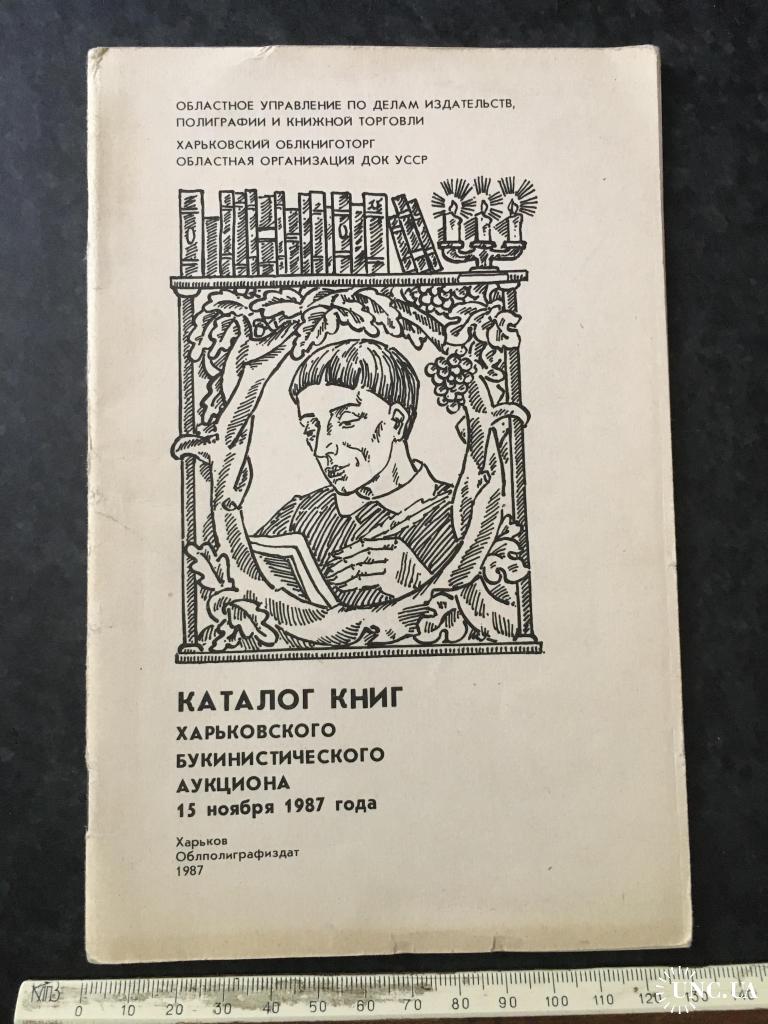 ОБЛАСТНОЕ УПРАВЛЕНИЕ ПО ДЕЛАМ ИЗДАТЕЛЬСТВ,
ПОЛИГРАФИИ И КНИЖНОЙ ТОРГОВЛИ
ХАРЬКОВСКИЙ ОБЛКНИГОТОРГ
ОБЛАСТНАЯ ОРГАНИЗАЦИЯ ДОК УССР
КАТАЛОГ КНИГ
ХАРЬКОВСКОГО
БУКИНИСТИЧЕСКОГО
АУКЦИОНА
15 ноября 1987 года
Харьков
Облполиграфиздат
1987
0 10 20 30 40 50 60 70 80 90 100 110 120 130 140
UNC.UA